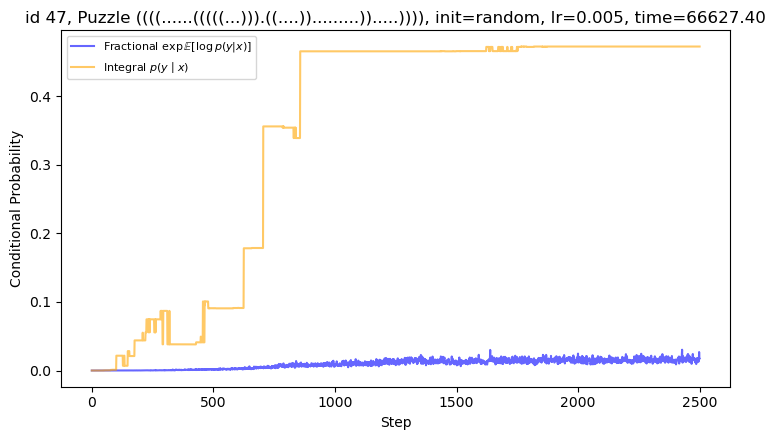 id 47, Puzzle ((((......(((((...))).((....)).........)).....)))), init=random, lr=0.005, time=66627.40
Fractional exp𝔼[log p(y|x)]
Integral p(y | x)
Conditional Probability
0.4
0.3
0.2
0.1
0.0
0
500
1000
1500
2000
2500
Step